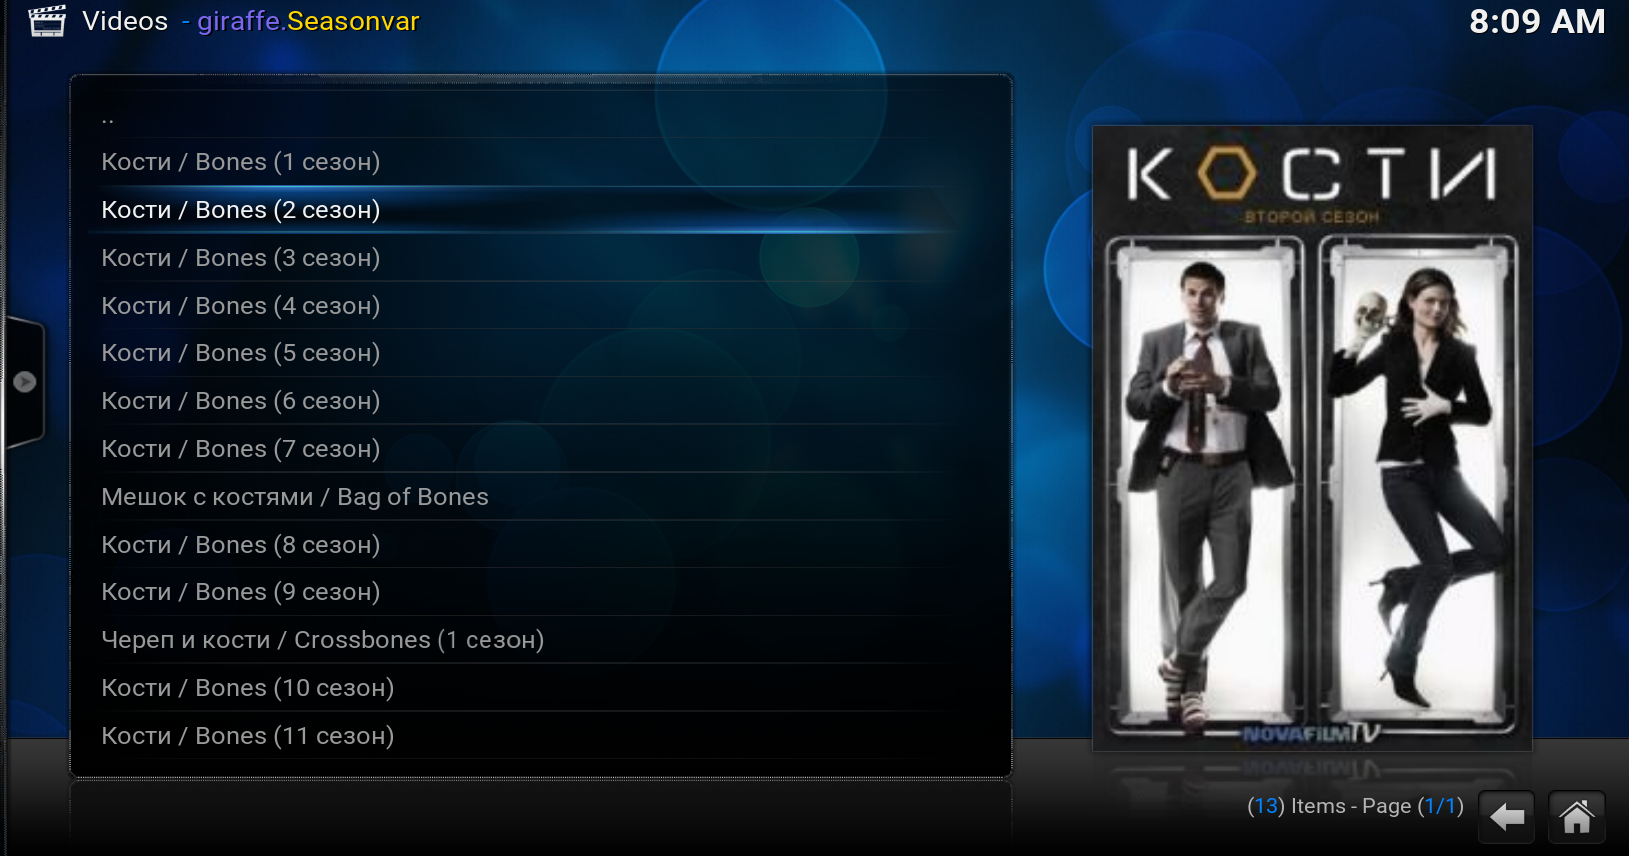 Videos - giraffe.Seasonvar
8:09 AM
..
Кости / Bones (1 сезон)
Кости / Bones (2 сезон)
Кости / Bones (3 сезон)
Кости / Bones (4 сезон)
Кости / Bones (5 сезон)
Кости / Bones (6 сезон)
Кости / Bones (7 сезон)
Мешок с костями / Bag of Bones
Кости / Bones (8 сезон)
Кости / Bones (9 сезон)
Череп и кости / Crossbones (1 сезон)
Кости / Bones (10 сезон)
Кости / Bones (11 сезон)
КОСТИ
ВТОРОЙ СЕЗОН
NOVAFILMTV
(13) Items - Page (1/1)